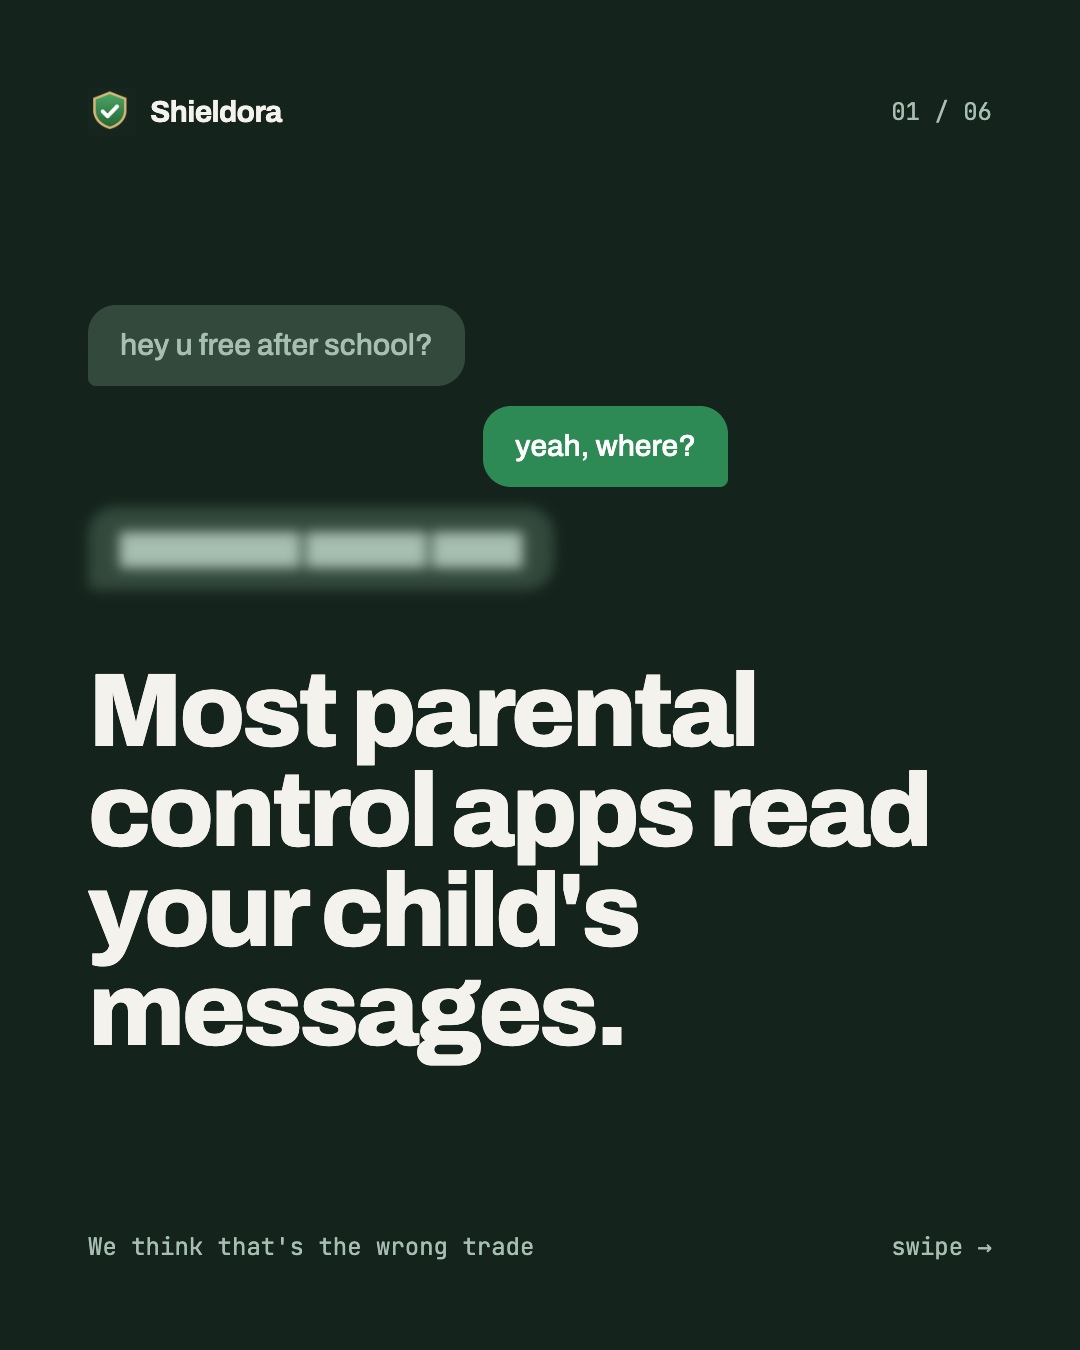 Shieldora
01 / 06
hey u free after school?
yeah, where?
Most parental
control apps read
your child's
messages.
We think that's the wrong trade
swipe →